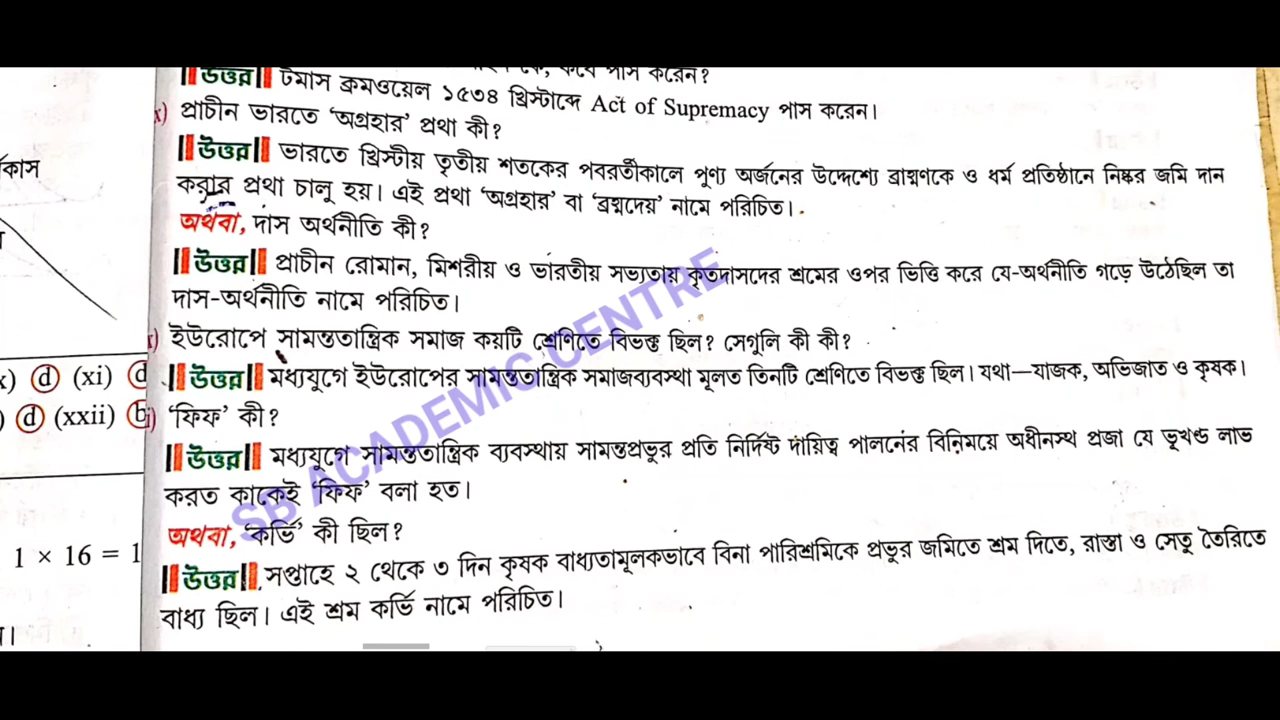 পাস করেন?
||উত্তর|| টমাস ক্রমওয়েল ১৫৩৪ খ্রিস্টাব্দে Act of Supremacy পাস করেন।
x) প্রাচীন ভারতে ‘অগ্রহার’ প্রথা কী?
||উত্তর|| ভারতে খ্রিস্টীয় তৃতীয় শতকের পরবর্তীকালে পুণ্য অর্জনের উদ্দেশ্যে ব্রাহ্মণকে ও ধর্ম প্রতিষ্ঠানে নিষ্কর জমি দান
করার প্রথা চালু হয়। এই প্রথা ‘অগ্রহার’ বা ‘ব্রহ্মদেয়’ নামে পরিচিত।
অথবা, দাস অর্থনীতি কী?
||উত্তর|| প্রাচীন রোমান, মিশরীয় ও ভারতীয় সভ্যতায় কৃতদাসদের শ্রমের ওপর ভিত্তি করে যে-অর্থনীতি গড়ে উঠেছিল তা
দাস-অর্থনীতি নামে পরিচিত।
x) ইউরোপে সামন্ততান্ত্রিক সমাজ কয়টি শ্রেণিতে বিভক্ত ছিল? সেগুলি কী কী?
||উত্তর|| মধ্যযুগে ইউরোপের সামন্ততান্ত্রিক সমাজব্যবস্থা মূলত তিনটি শ্রেণিতে বিভক্ত ছিল। যথা—যাজক, অভিজাত ও কৃষক।
i) ‘ফিফ’ কী?
||উত্তর|| মধ্যযুগে সামন্ততান্ত্রিক ব্যবস্থায় সামন্তপ্রভুর প্রতি নির্দিষ্ট দায়িত্ব পালনের বিনিময়ে অধীনস্থ প্রজা যে ভূখণ্ড লাভ
করত কাকেই ‘ফিফ’ বলা হত।
অথবা, ‘কর্ভি’ কী ছিল?
||উত্তর|| সপ্তাহে ২ থেকে ৩ দিন কৃষক বাধ্যতামূলকভাবে বিনা পারিশ্রমিকে প্রভুর জমিতে শ্রম দিতে, রাস্তা ও সেতু তৈরিতে
বাধ্য ছিল। এই শ্রম কর্ভি নামে পরিচিত।
SB ACADEMIC CENTRE
x) d (xi) d
d (xxii) b
1 × 16 = 1